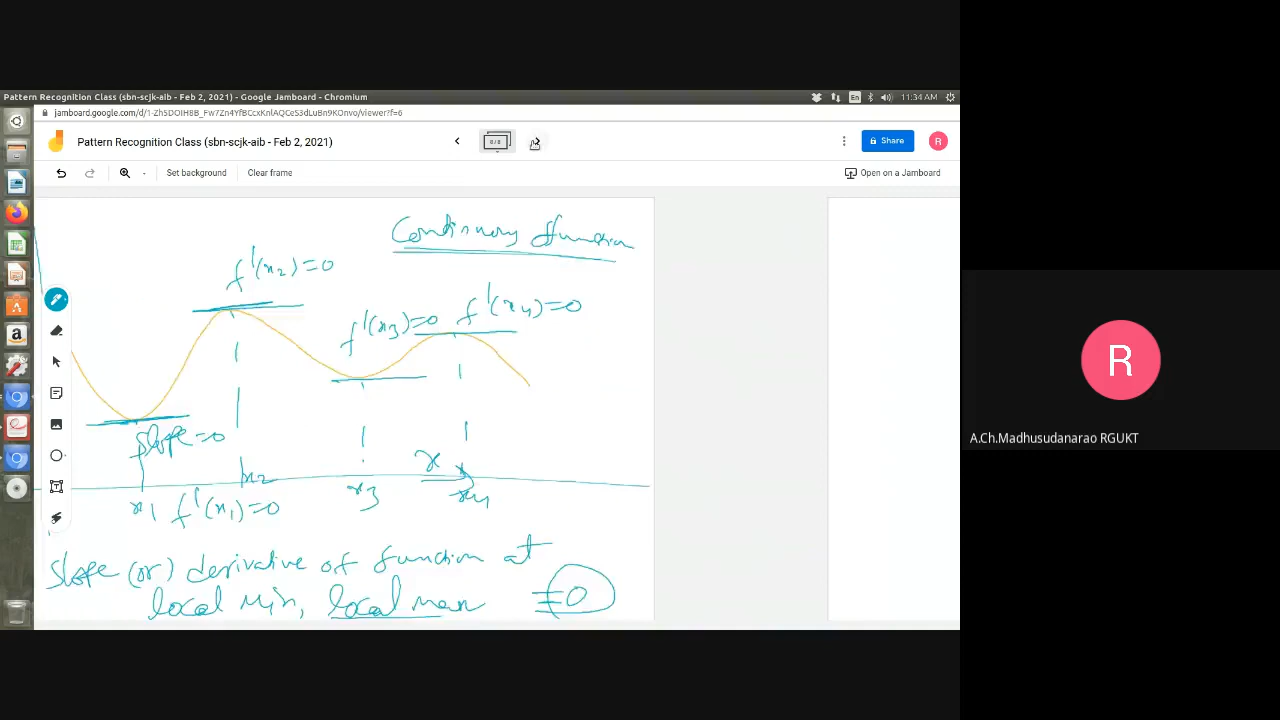 Pattern Recognition Class (sbn-scjk-aib - Feb 2, 2021) - Google Jamboard - Chromium
En 11:34 AM
Pattern Recognition Class (sbn-scjk-aib - Feb 2, 2021)
Share
R
Set background
Clear frame
Open on a Jamboard
Continuory function
f'(x2)=0
f'(x3)=0 f'(x4)=0
slope=0
x
x1 f'(x1)=0
x2
x3
x4
slope (or) derivative of function at
local min, local max =0
R
A.Ch.Madhusudanarao RGUKT